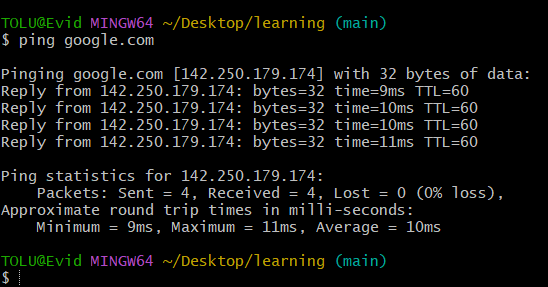 TOLU@Evid MINGW64 ~/Desktop/learning (main)
$ ping google.com
Pinging google.com [142.250.179.174] with 32 bytes of data:
Reply from 142.250.179.174: bytes=32 time=9ms TTL=60
Reply from 142.250.179.174: bytes=32 time=10ms TTL=60
Reply from 142.250.179.174: bytes=32 time=10ms TTL=60
Reply from 142.250.179.174: bytes=32 time=11ms TTL=60
Ping statistics for 142.250.179.174:
    Packets: Sent = 4, Received = 4, Lost = 0 (0% loss),
Approximate round trip times in milli-seconds:
    Minimum = 9ms, Maximum = 11ms, Average = 10ms
TOLU@Evid MINGW64 ~/Desktop/learning (main)
$